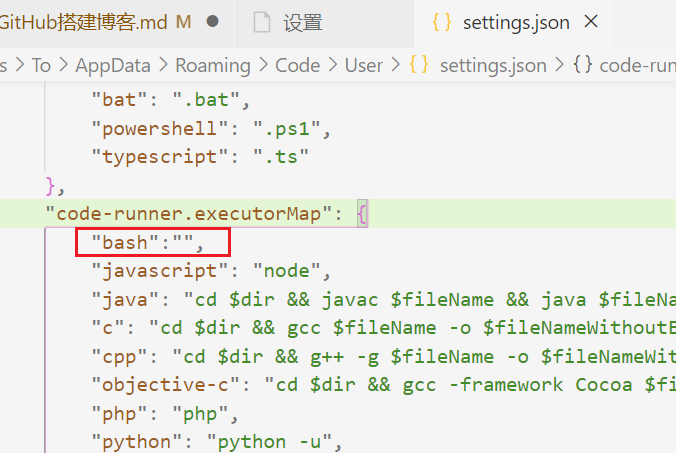 GitHub搭建博客.md M 设置 settings.json
s > To > AppData > Roaming > Code > User > {} settings.json > {} code-run
"bat": ".bat",
"powershell": ".ps1",
"typescript": ".ts"
},
"code-runner.executorMap": {
"bash":"",
"javascript": "node",
"java": "cd $dir && javac $fileName && java $fileNam
"c": "cd $dir && gcc $fileName -o $fileNameWithoutE
"cpp": "cd $dir && g++ -g $fileName -o $fileNameWit
"objective-c": "cd $dir && gcc -framework Cocoa $fi
"php": "php",
"python": "python -u",